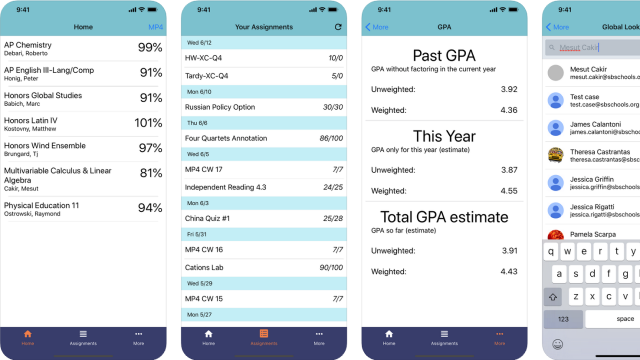 9:41
Home
MP4
AP Chemistry
Debari, Roberto
99%
AP English III-Lang/Comp
Honig, Peter
91%
Honors Global Studies
Babich, Marc
91%
Honors Latin IV
Kostovny, Matthew
101%
Honors Wind Ensemble
Brungard, Tj
97%
Multivariable Calculus & Linear
Algebra
Cakir, Mesut
81%
Physical Education 11
Ostrowski, Raymond
94%
Home
Assignments
More
9:41
Your Assignments
Wed 6/12
HW-XC-Q4 10/0
Tardy-XC-Q4 5/0
Mon 6/10
Russian Policy Option 30/30
Thu 6/6
Four Quartets Annotation 86/100
Wed 6/5
MP4 CW 17 7/7
Independent Reading 4.3 24/25
Mon 6/3
China Quiz #1 25/28
Fri 5/31
MP4 CW 16 7/7
Cations Lab 90/100
Wed 5/29
MP4 CW 15 7/7
Mon 5/27
Home
Assignments
More
9:41
More
GPA
Past GPA
GPA without factoring in the current year
Unweighted: 3.92
Weighted: 4.36
This Year
GPA only for this year (estimate)
Unweighted: 3.87
Weighted: 4.55
Total GPA estimate
GPA so far (estimate)
Unweighted: 3.91
Weighted: 4.43
Home
Assignments
More
9:41
More
Global Look
Mesut Cakir
Mesut Cakir
mesut.cakir@sbschools.org
Test case
test.case@sbschools.org
James Calantoni
james.calantoni@sbschools
Theresa Castrantas
theresa.castrantas@sbsc
Jessica Griffin
jessica.griffin@sbschools
Jessica Rigatti
jessica.rigatti@sbschools
Pamela Scarpa
q w e r t y
a s d f g
z x c v
123
space